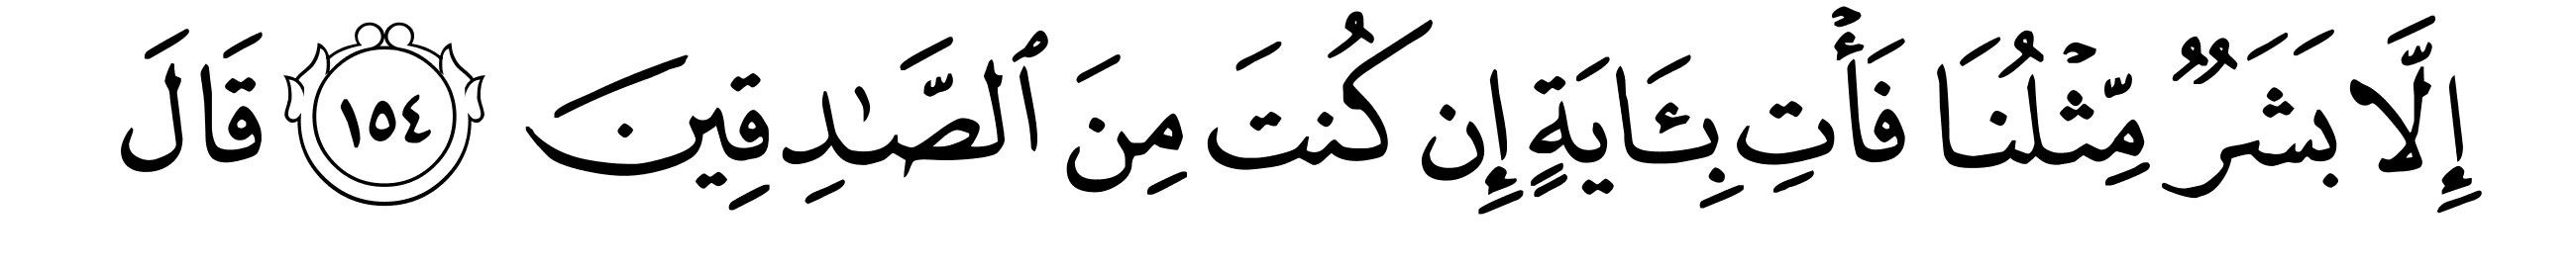 إِلَّا بَشَرٌ مِّثْلُنَا فَأْتِ بِـَٔايَةٍ إِن كُنتَ مِنَ ٱلصَّـٰدِقِينَ ١٥٤ قَالَ